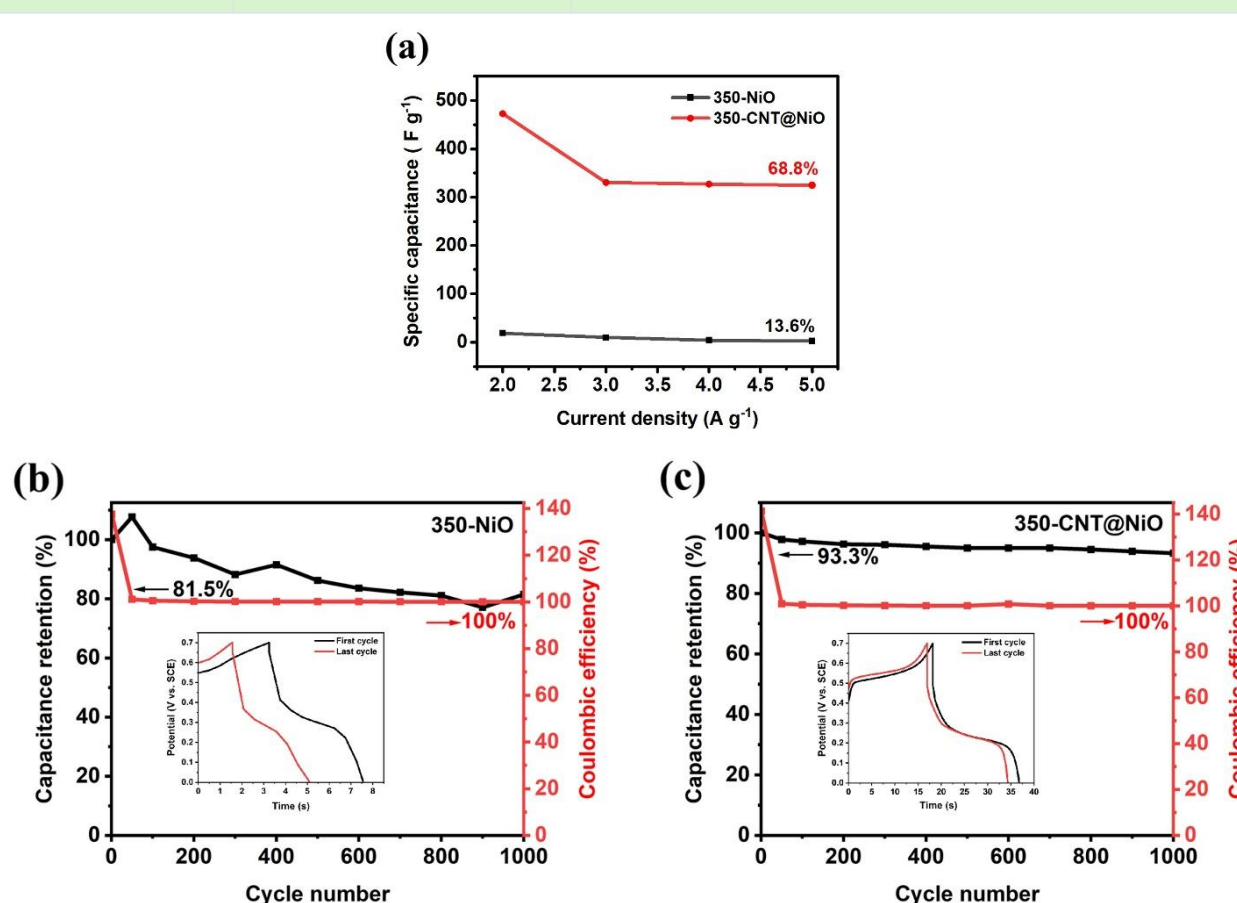 (a)
Specific capacitance ( F g⁻¹)
500
400
300
200
100
0
350-NiO
350-CNT@NiO
68.8%
13.6%
2.0 2.5 3.0 3.5 4.0 4.5 5.0
Current density (A g⁻¹)
(b)
Capacitance retention (%)
100
80
60
40
20
0
350-NiO
81.5%
100%
140
120
100
80
60
40
20
0
Coulombic efficiency (%)
Potential (V vs. SCE)
0.7
0.6
0.5
0.4
0.3
0.2
0.1
0.0
First cycle
Last cycle
0 1 2 3 4 5 6 7 8
Time (s)
0 200 400 600 800 1000
Cycle number
(c)
Capacitance retention (%)
100
80
60
40
20
0
350-CNT@NiO
93.3%
100%
140
120
100
80
60
40
20
0
Coulombic efficiency (%)
Potential (V vs. SCE)
0.7
0.6
0.5
0.4
0.3
0.2
0.1
0.0
First cycle
Last cycle
0 5 10 15 20 25 30 35 40
Time (s)
0 200 400 600 800 1000
Cycle number